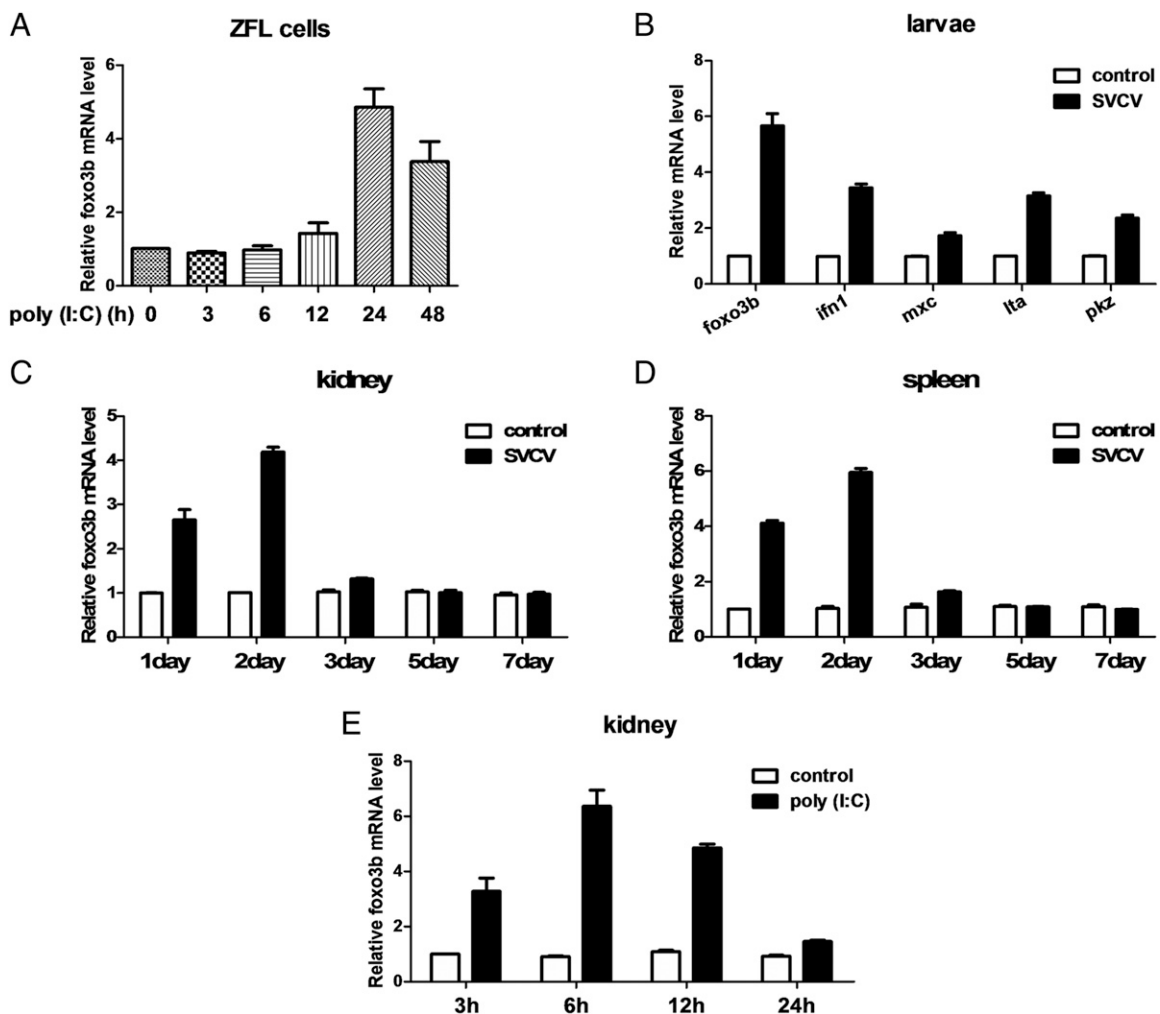 A
ZFL cells
Relative foxo3b mRNA level
8
6
4
2
0
poly (I:C) (h) 0 3 6 12 24 48
B
larvae
Relative mRNA level
8
6
4
2
0
control
SVCV
foxo3b ifn1 mxc lta pkz
C
kidney
Relative foxo3b mRNA level
5
4
3
2
1
0
control
SVCV
1day 2day 3day 5day 7day
D
spleen
Relative foxo3b mRNA level
8
6
4
2
0
control
SVCV
1day 2day 3day 5day 7day
E
kidney
Relative foxo3b mRNA level
8
6
4
2
0
control
poly (I:C)
3h 6h 12h 24h